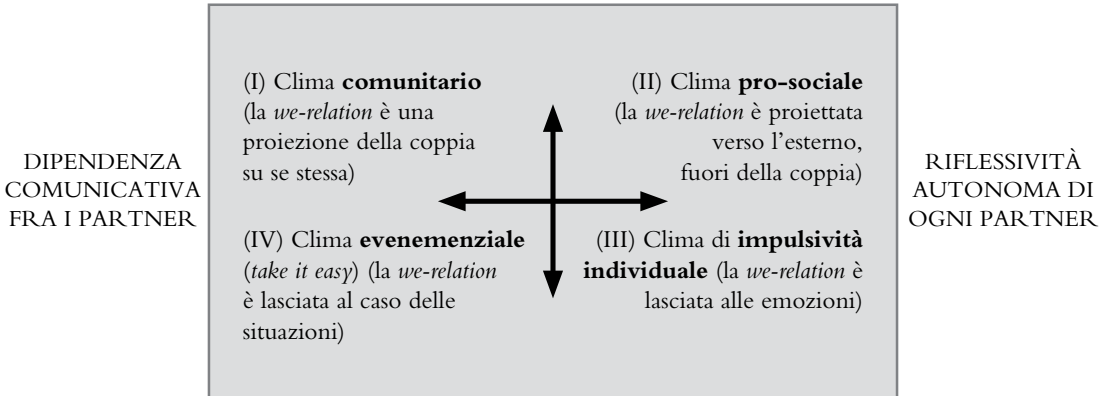 (I) Clima comunitario
(la we-relation è una
proiezione della coppia
su se stessa)
(II) Clima pro-sociale
(la we-relation è proiettata
verso l'esterno,
fuori della coppia)
DIPENDENZA
COMUNICATIVA
FRA I PARTNER
RIFLESSIVITÀ
AUTONOMA DI
OGNI PARTNER
(IV) Clima evenemenziale
(take it easy) (la we-relation
è lasciata al caso delle
situazioni)
(III) Clima di impulsività
individuale (la we-relation è
lasciata alle emozioni)